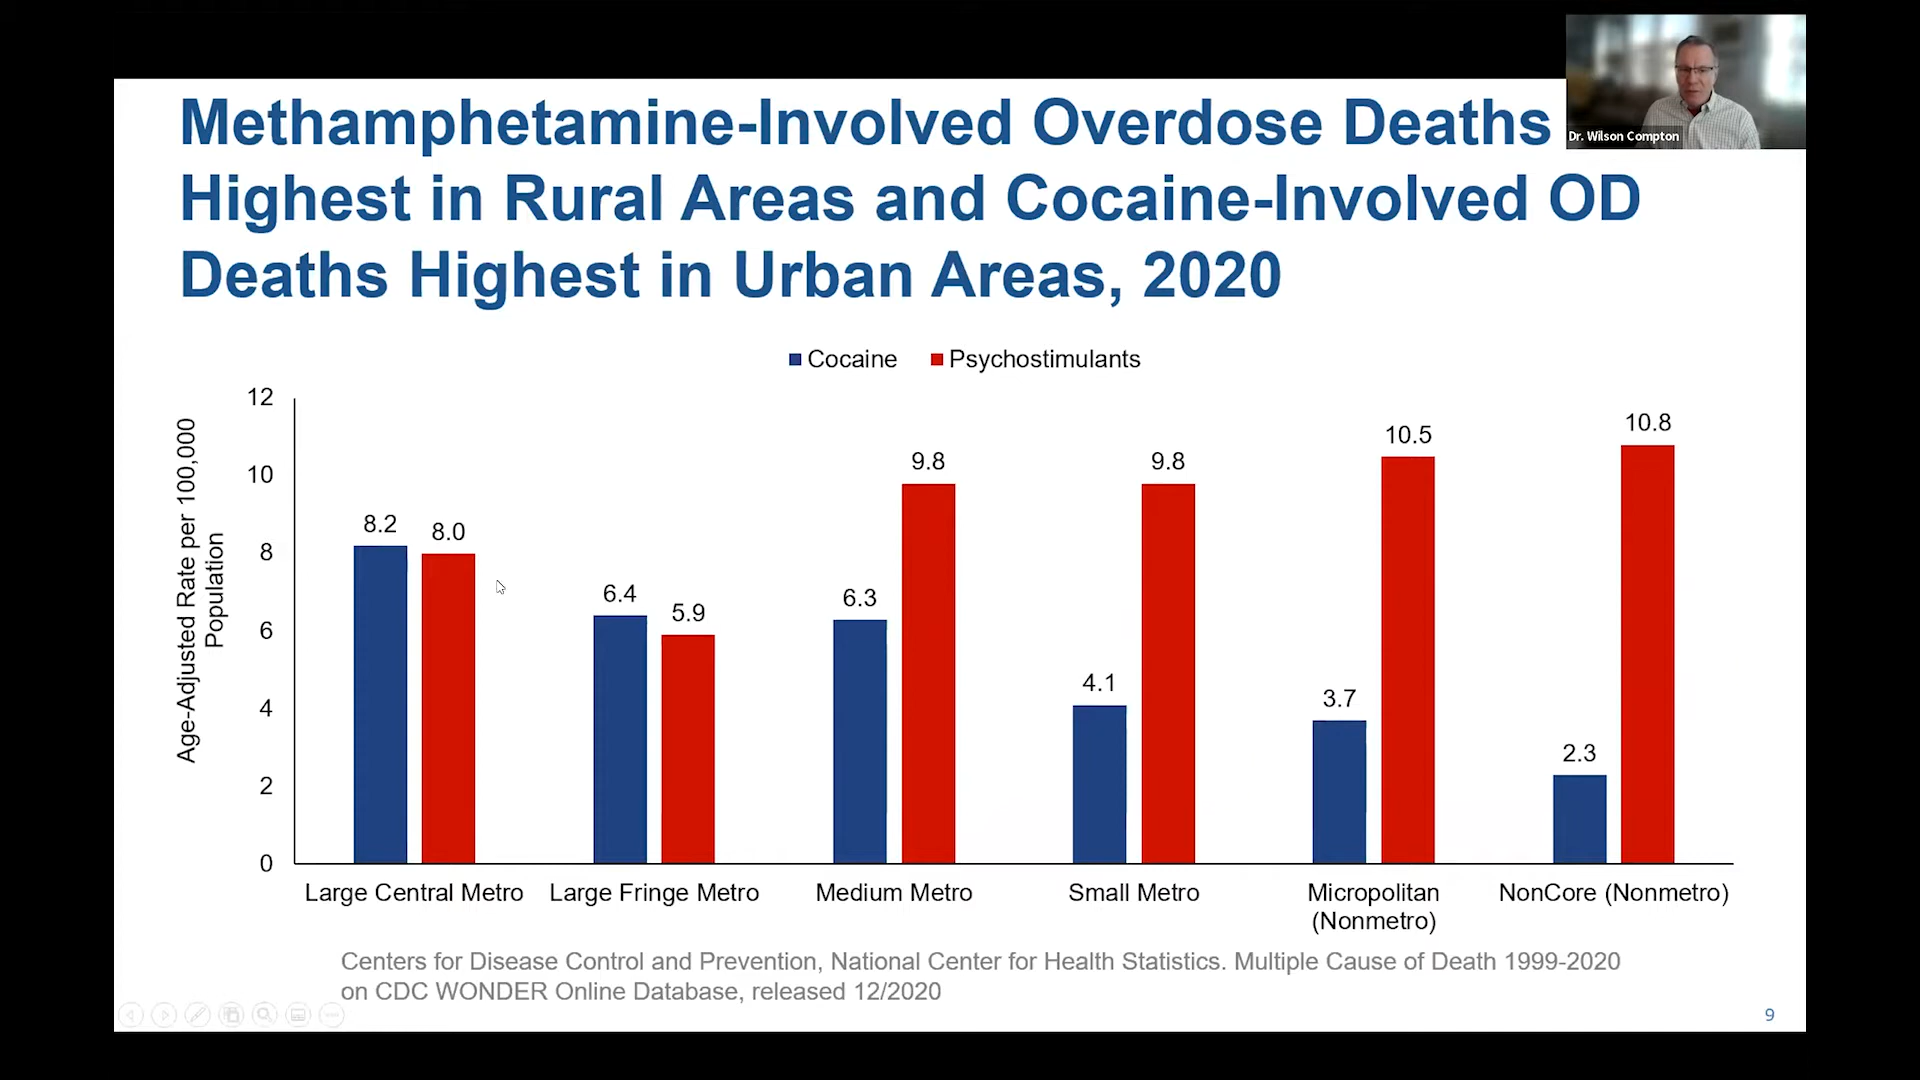 Methamphetamine-Involved Overdose Deaths
Highest in Rural Areas and Cocaine-Involved OD
Deaths Highest in Urban Areas, 2020
Dr. Wilson Compton
Cocaine
Psychostimulants
Age-Adjusted Rate per 100,000
Population
12
10
8
6
4
2
0
8.2
8.0
6.4
5.9
6.3
9.8
4.1
9.8
3.7
10.5
2.3
10.8
Large Central Metro
Large Fringe Metro
Medium Metro
Small Metro
Micropolitan
(Nonmetro)
NonCore (Nonmetro)
Centers for Disease Control and Prevention, National Center for Health Statistics. Multiple Cause of Death 1999-2020
on CDC WONDER Online Database, released 12/2020
9